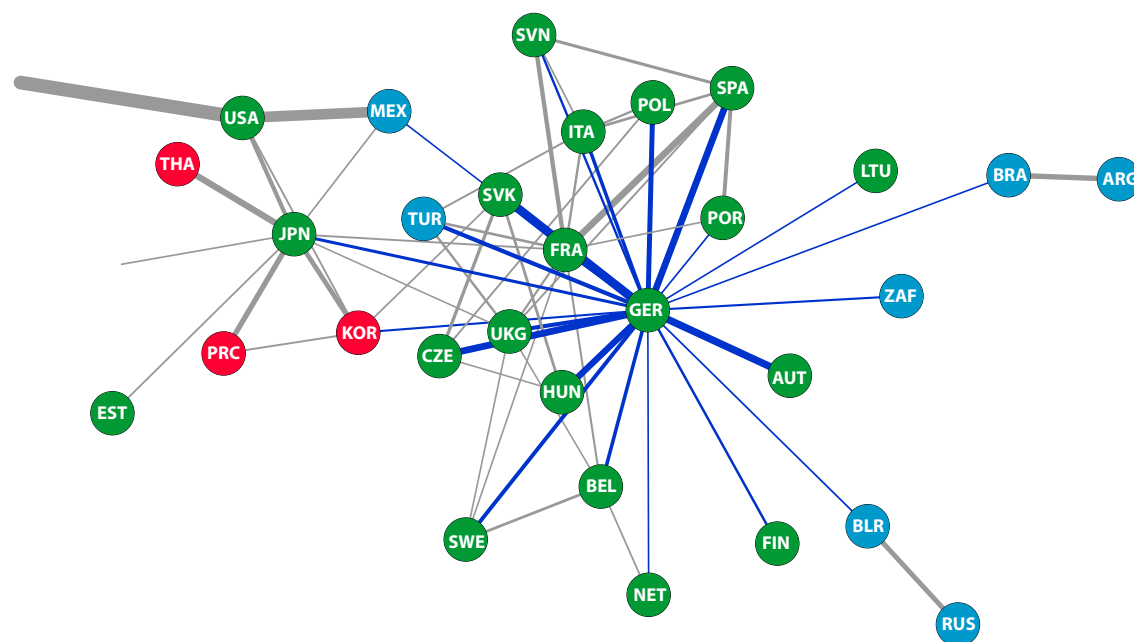 SVN
SPA
POL
MEX
USA
ITA
THA
LTU
BRA
ARG
SVK
TUR
POR
JPN
FRA
ZAF
GER
KOR
UKG
PRC
CZE
AUT
HUN
EST
BEL
BLR
SWE
FIN
NET
RUS